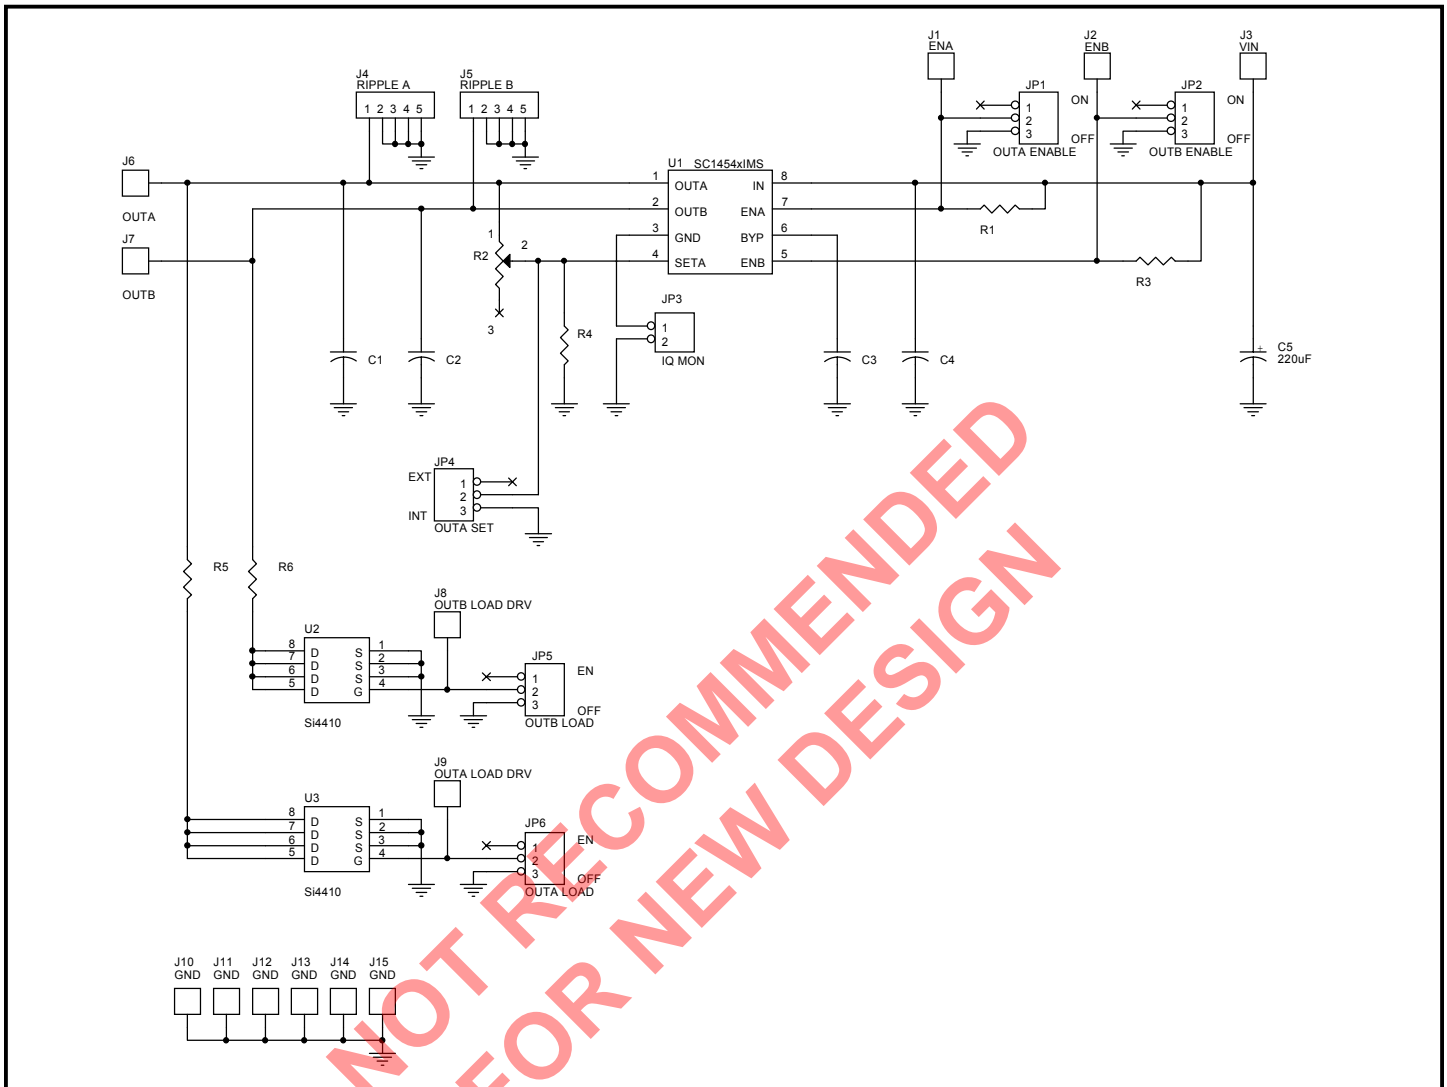 J1
ENA
J2
ENB
J3
VIN
J4
RIPPLE A
1 2 3 4 5
J5
RIPPLE B
1 2 3 4 5
JP1
1
2
3
ON
OFF
OUTA ENABLE
JP2
1
2
3
ON
OFF
OUTB ENABLE
J6
OUTA
J7
OUTB
U1 SC1454xIMS
1 OUTA IN 8
2 OUTB ENA 7
3 GND BYP 6
4 SETA ENB 5
R1
R3
1
R2
2
3
R4
JP3
1
2
IQ MON
C1
C2
C3
C4
+
C5
220uF
JP4
EXT
1
2
3
INT
OUTA SET
R5
R6
J8
OUTB LOAD DRV
U2
8 D S 1
7 D S 2
6 D S 3
5 D G 4
Si4410
JP5
1
2
3
EN
OFF
OUTB LOAD
J9
OUTA LOAD DRV
U3
8 D S 1
7 D S 2
6 D S 3
5 D G 4
Si4410
JP6
1
2
3
EN
OFF
OUTA LOAD
J10 J11 J12 J13 J14 J15
GND GND GND GND GND GND
NOT RECOMMENDED
FOR NEW DESIGN